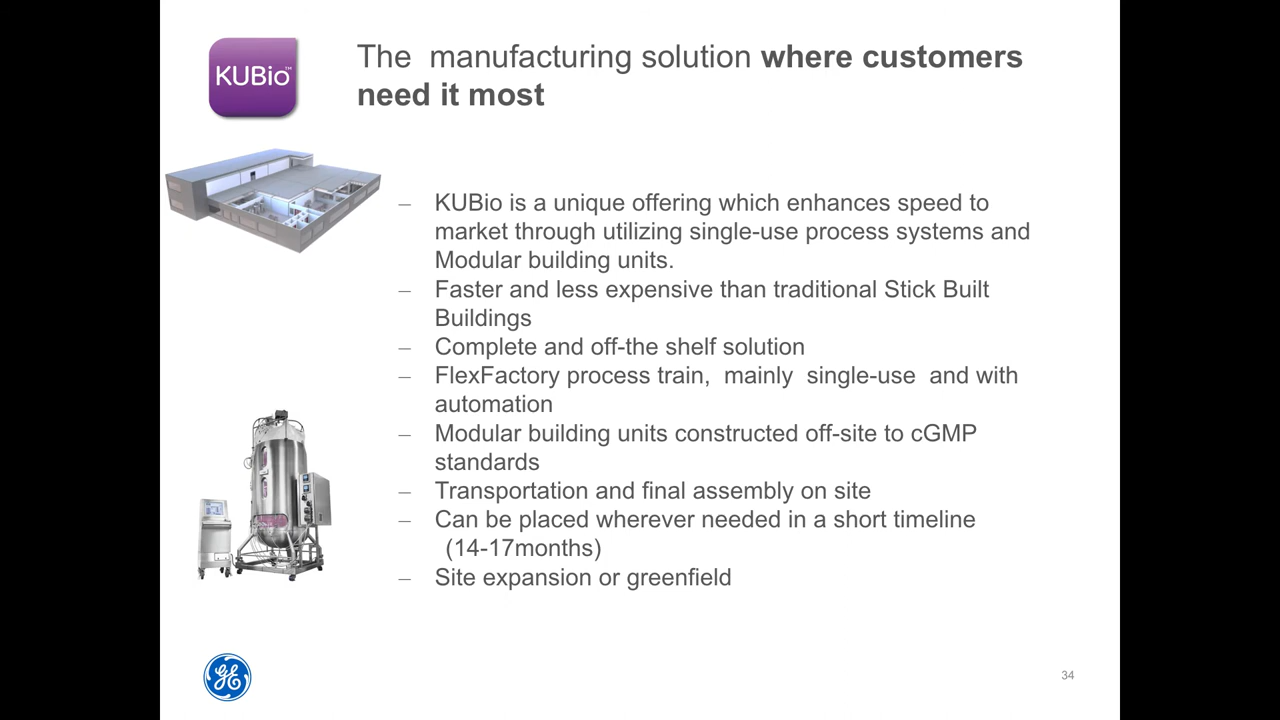 KUBio™
The  manufacturing solution where customers
need it most
– KUBio is a unique offering which enhances speed to
market through utilizing single-use process systems and
Modular building units.
– Faster and less expensive than traditional Stick Built
Buildings
– Complete and off-the shelf solution
– FlexFactory process train,  mainly  single-use  and with
automation
– Modular building units constructed off-site to cGMP
standards
– Transportation and final assembly on site
– Can be placed wherever needed in a short timeline
(14-17months)
– Site expansion or greenfield
GE
34